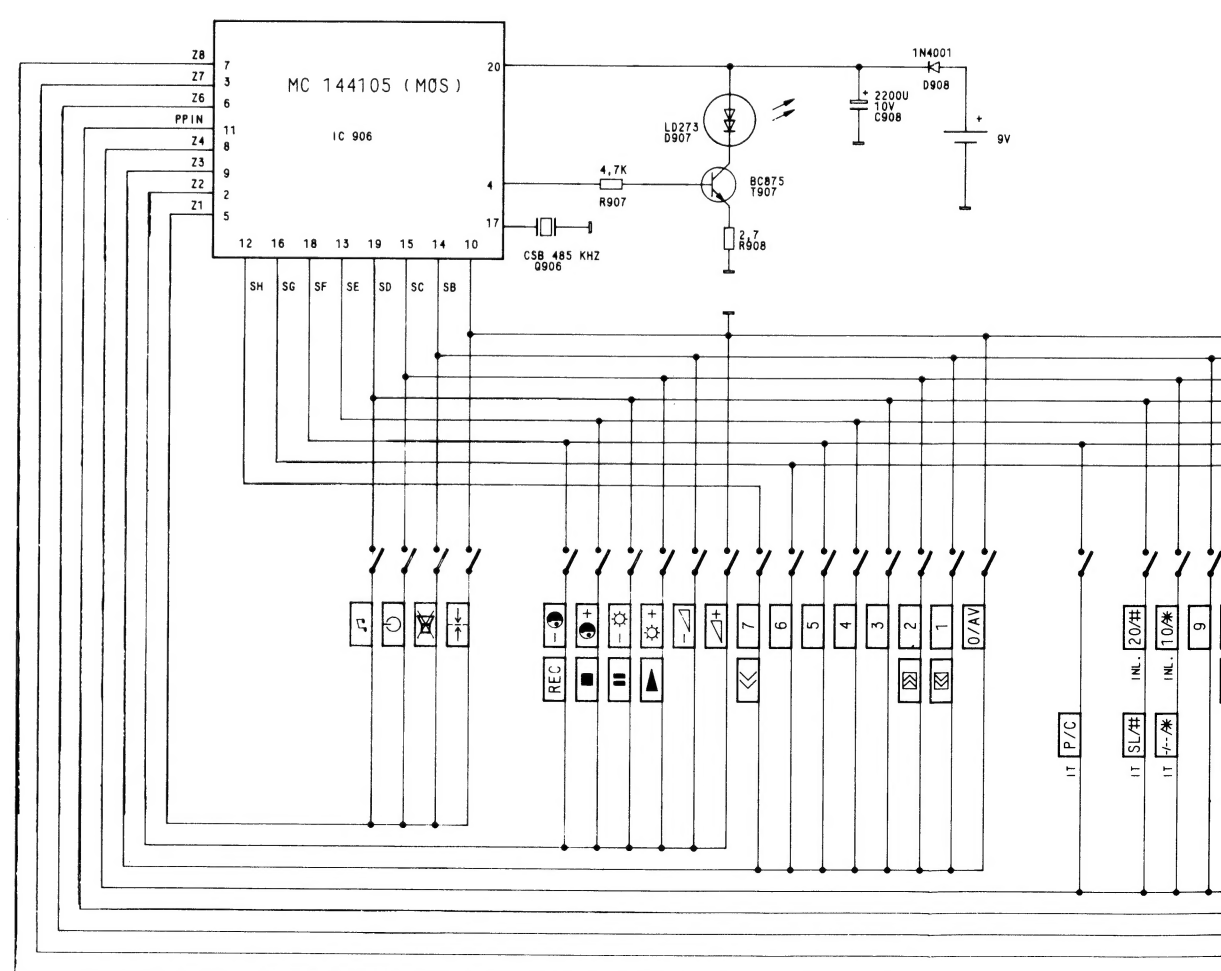 Z8
7
Z7
3
Z6
6
PPIN
11
Z4
8
Z3
9
Z2
2
Z1
5
MC 144105 (MOS)
IC 906
20
4
17
12 16 18 13 19 15 14 10
SH SG SF SE SD SC SB
4,7K
R907
CSB 485 KHZ
Q906
LD273
D907
BC875
T907
2,7
R908
+
2200U
10V
C908
1N4001
D908
+
9V
- + - + - +
7
6
5
4
3
2
1
0/AV
INL. 20/#
INL. 10/*
9
REC
IT P/C
IT SL/#
IT -/--/*